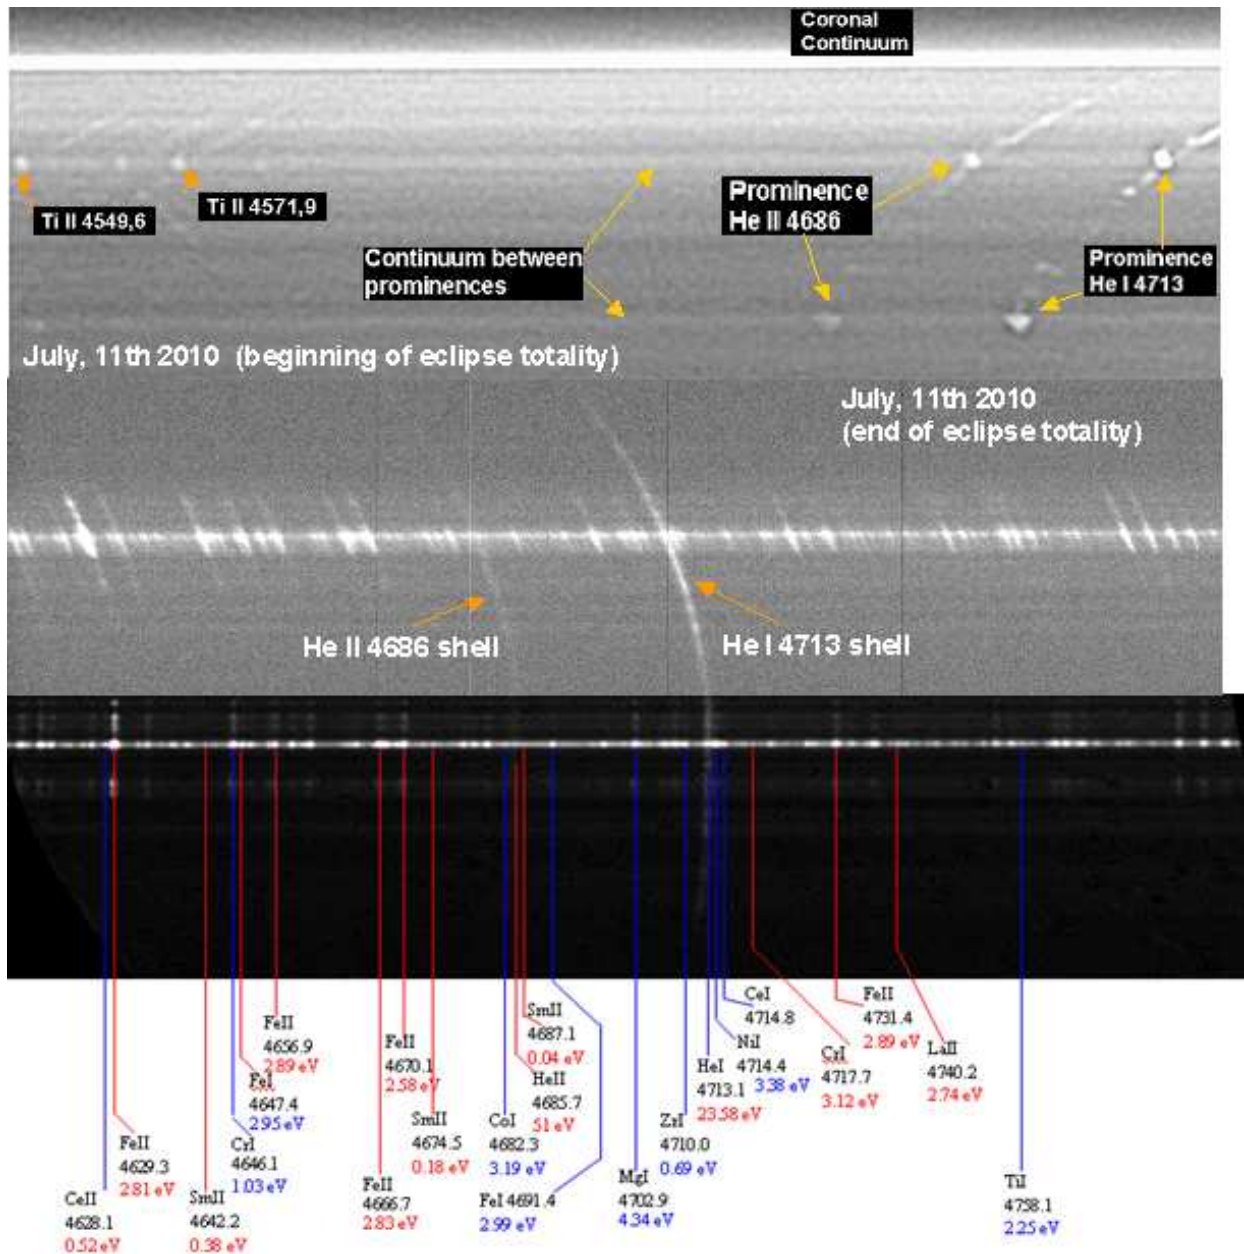 Coronal
Continuum
Ti II 4549,6
Ti II 4571,9
Prominence
He II 4686
Continuum between
prominences
Prominence
He I 4713
July, 11th 2010 (beginning of eclipse totality)
July, 11th 2010
(end of eclipse totality)
He II 4686 shell
He I 4713 shell
CeII
4628.1
0.52 eV
FeII
4629.3
2.81 eV
SmII
4642.2
0.38 eV
CrI
4646.1
1.03 eV
FeI
4647.4
2.95 eV
FeII
4656.9
2.89 eV
FeII
4666.7
2.83 eV
FeII
4670.1
2.58 eV
SmII
4674.5
0.18 eV
CoI
4682.3
3.19 eV
HeII
4685.7
51 eV
SmII
4687.1
0.04 eV
FeI 4691.4
2.99 eV
MgI
4702.9
4.34 eV
ZrI
4710.0
0.69 eV
HeI
4713.1
23.58 eV
NiI
4714.4
3.38 eV
CeI
4714.8
CrI
4717.7
3.12 eV
FeII
4731.4
2.89 eV
LaII
4740.2
2.74 eV
TiI
4758.1
2.25 eV